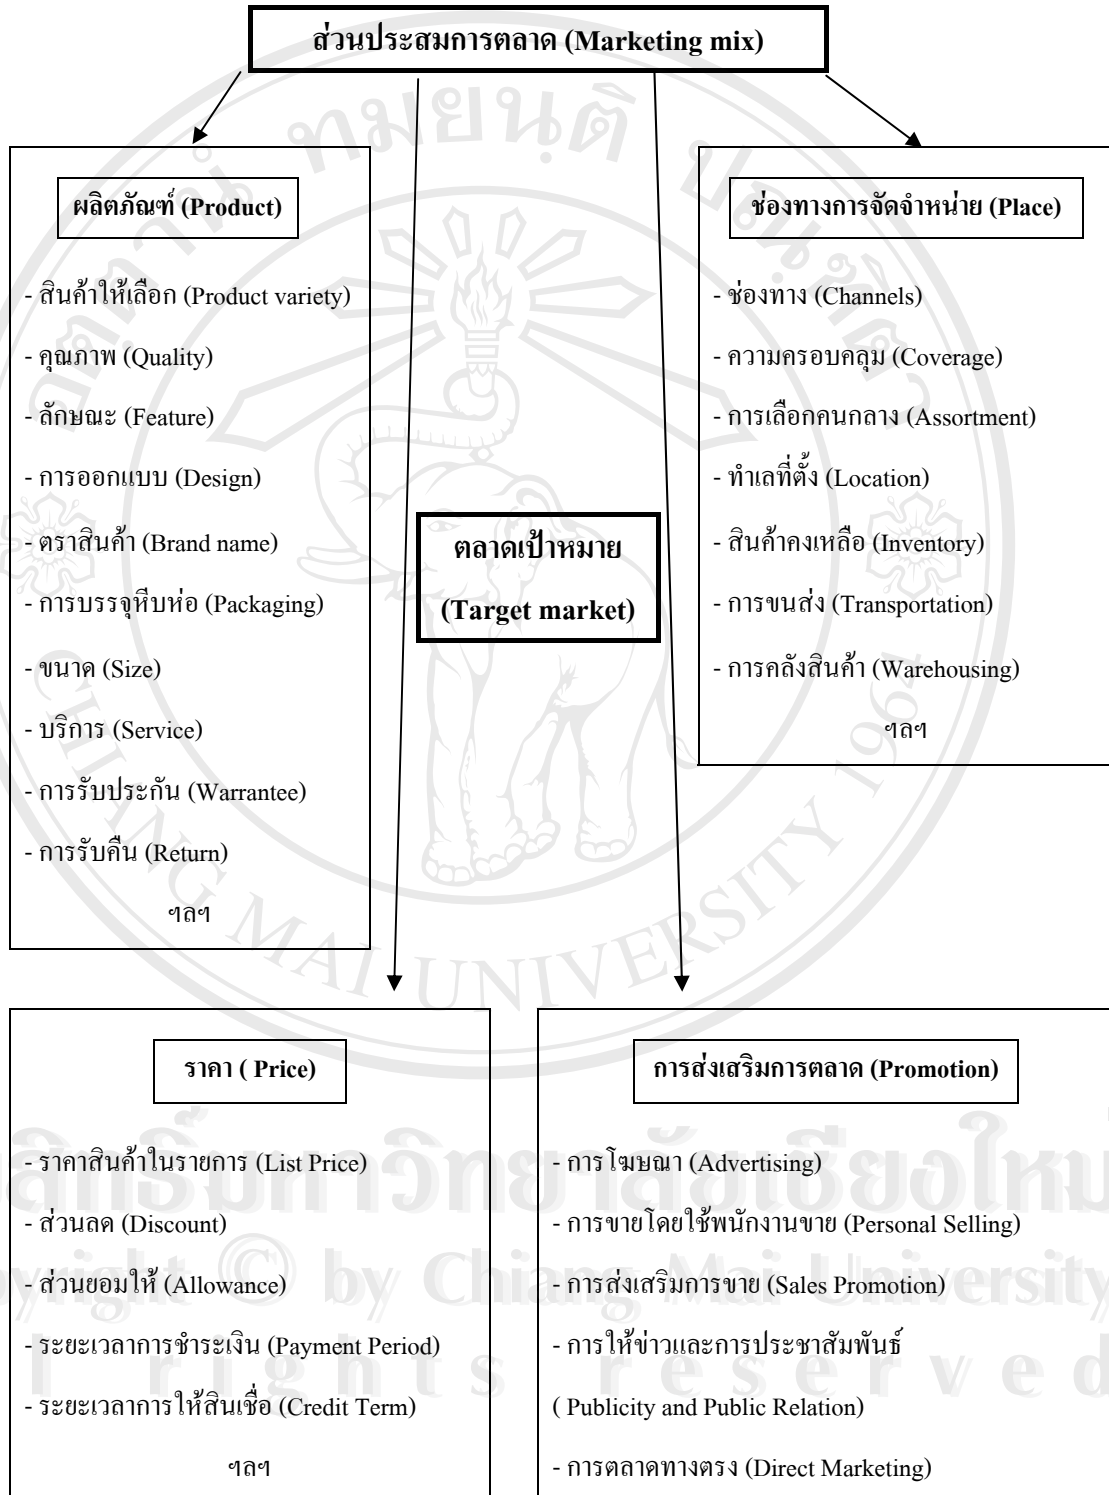 ส่วนประสมการตลาด (Marketing mix)
ผลิตภัณฑ์ (Product)
- สินค้าให้เลือก (Product variety)
- คุณภาพ (Quality)
- ลักษณะ (Feature)
- การออกแบบ (Design)
- ตราสินค้า (Brand name)
- การบรรจุหีบห่อ (Packaging)
- ขนาด (Size)
- บริการ (Service)
- การรับประกัน (Warrantee)
- การรับคืน (Return)
ฯลฯ
ตลาดเป้าหมาย
(Target market)
ช่องทางการจัดจำหน่าย (Place)
- ช่องทาง (Channels)
- ความครอบคลุม (Coverage)
- การเลือกคนกลาง (Assortment)
- ทำเลที่ตั้ง (Location)
- สินค้าคงเหลือ (Inventory)
- การขนส่ง (Transportation)
- การคลังสินค้า (Warehousing)
ฯลฯ
ราคา ( Price)
- ราคาสินค้าในรายการ (List Price)
- ส่วนลด (Discount)
- ส่วนยอมให้ (Allowance)
- ระยะเวลาการชำระเงิน (Payment Period)
- ระยะเวลาการให้สินเชื่อ (Credit Term)
ฯลฯ
การส่งเสริมการตลาด (Promotion)
- การโฆษณา (Advertising)
- การขายโดยใช้พนักงานขาย (Personal Selling)
- การส่งเสริมการขาย (Sales Promotion)
- การให้ข่าวและการประชาสัมพันธ์
( Publicity and Public Relation)
- การตลาดทางตรง (Direct Marketing)
CHIANG MAI UNIVERSITY 1964
by Chiang Mai University
rights reserved